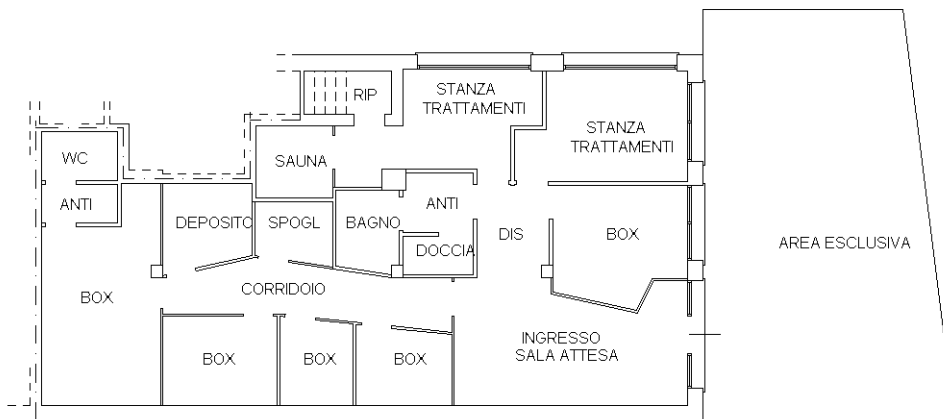 RIP
STANZA
TRATTAMENTI
STANZA
TRATTAMENTI
WC
SAUNA
ANTI
DEPOSITO
SPOGL
BAGNO
ANTI
DOCCIA
DIS
BOX
AREA ESCLUSIVA
BOX
CORRIDOIO
BOX
BOX
BOX
INGRESSO
SALA ATTESA